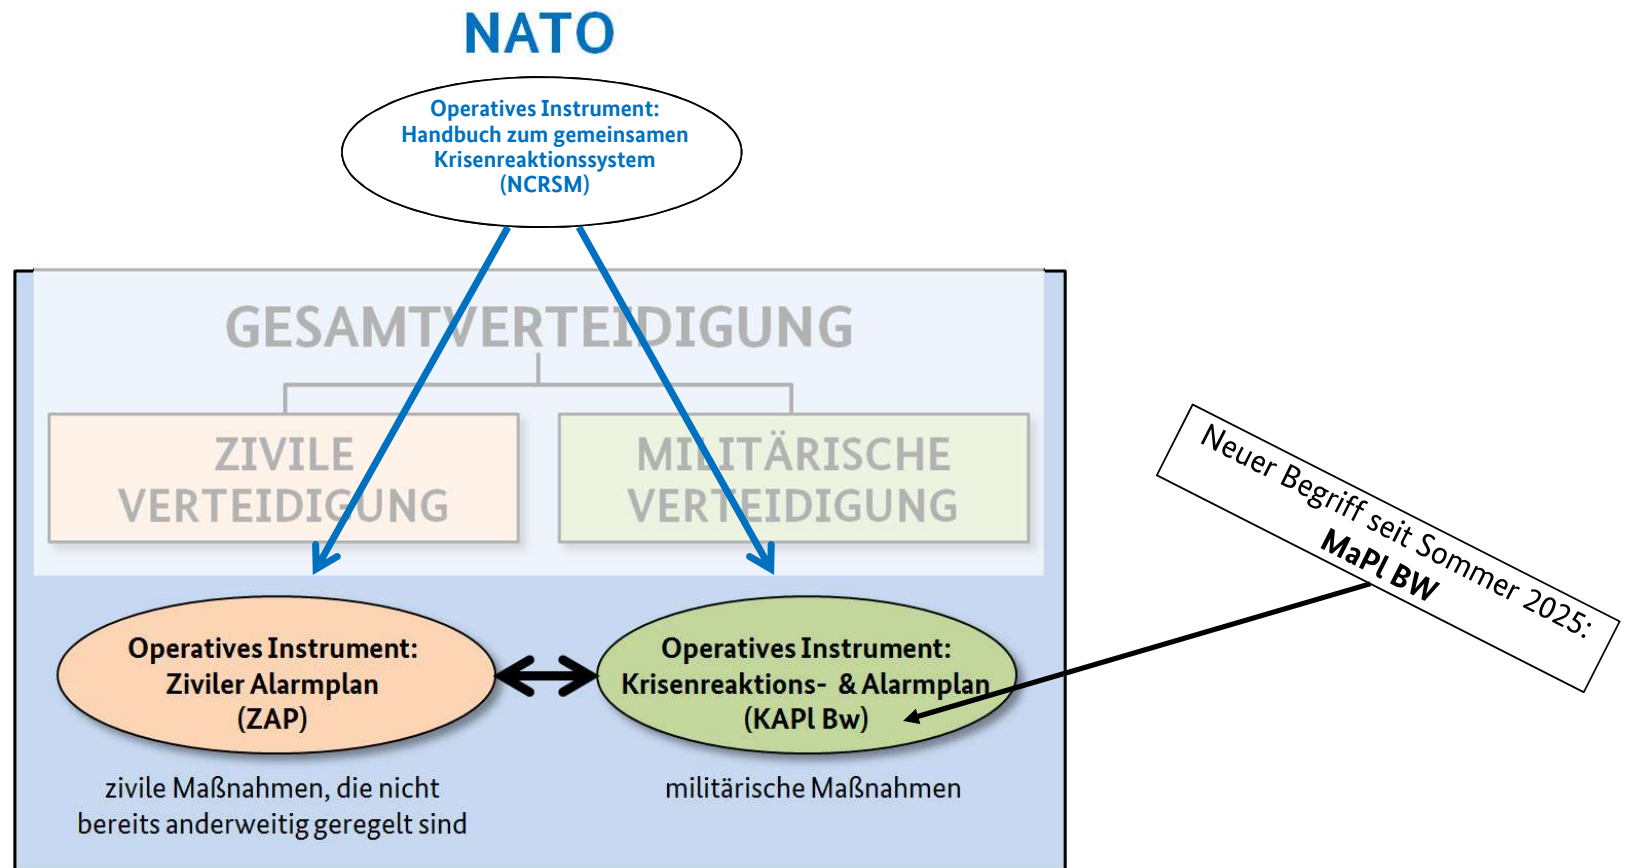 NATO
Operatives Instrument:
Handbuch zum gemeinsamen
Krisenreaktionssystem
(NCRSM)
GESAMTVERTEIDIGUNG
ZIVILE
VERTEIDIGUNG
MILITÄRISCHE
VERTEIDIGUNG
Neuer Begriff seit Sommer 2025:
MaPl BW
Operatives Instrument:
Ziviler Alarmplan
(ZAP)
Operatives Instrument:
Krisenreaktions- & Alarmplan
(KAPl Bw)
zivile Maßnahmen, die nicht
bereits anderweitig geregelt sind
militärische Maßnahmen